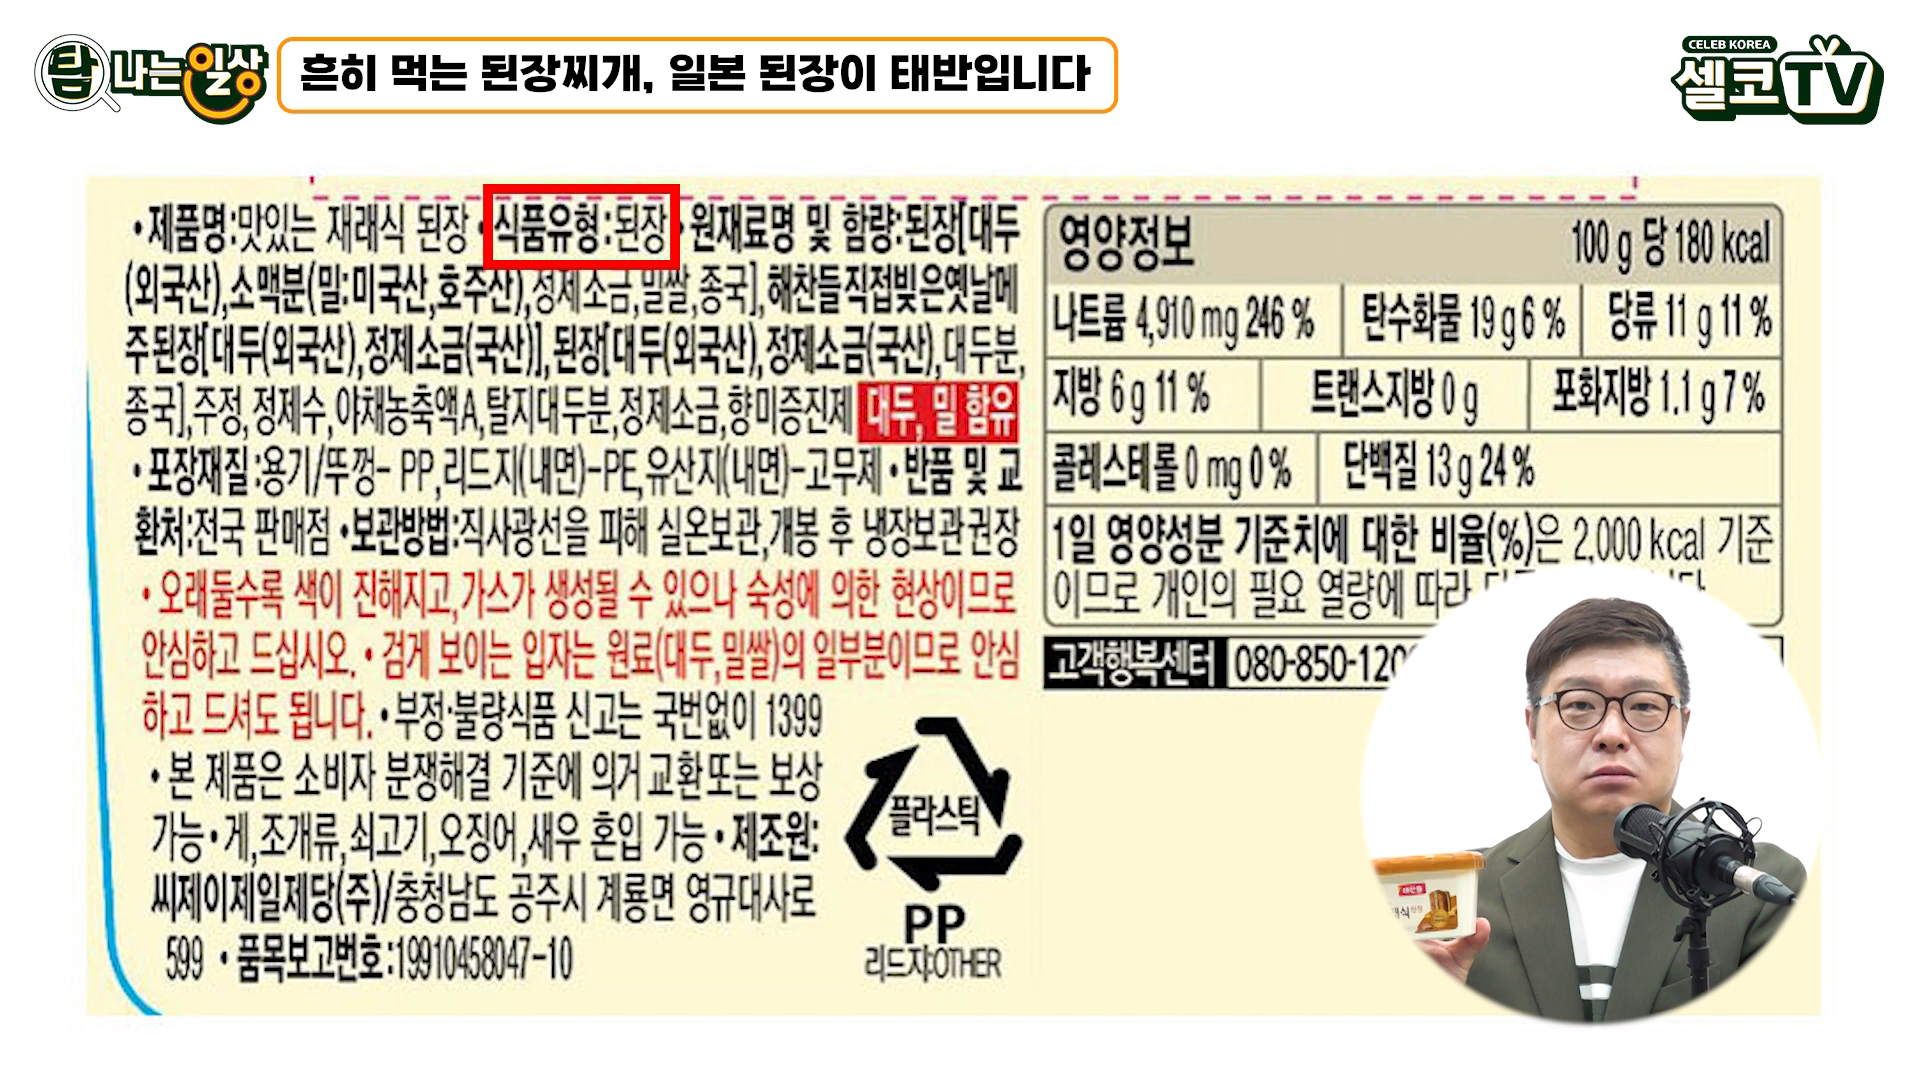 탐나는일상
흔히 먹는 된장찌개, 일본 된장이 태반입니다
CELEB KOREA
셀코TV
•제품명:맛있는 재래식 된장 •식품유형:된장 •원재료명 및 함량:된장[대두
(외국산),소맥분(밀:미국산,호주산),정제소금,밀쌀,종국],해찬들직접빚은옛날메
주된장[대두(외국산),정제소금(국산)],된장[대두(외국산),정제소금(국산),대두분,
종국],주정,정제수,야채농축액A,탈지대두분,정제소금,향미증진제 대두, 밀 함유
•포장재질:용기/뚜껑- PP,리드지(내면)-PE,유산지(내면)-고무제 •반품 및 교
환처:전국 판매점 •보관방법:직사광선을 피해 실온보관,개봉 후 냉장보관권장
•오래둘수록 색이 진해지고,가스가 생성될 수 있으나 숙성에 의한 현상이므로
안심하고 드십시오. •검게 보이는 입자는 원료(대두,밀쌀)의 일부분이므로 안심
하고 드셔도 됩니다. •부정·불량식품 신고는 국번없이 1399
•본 제품은 소비자 분쟁해결 기준에 의거 교환또는 보상
가능•게,조개류,쇠고기,오징어,새우 혼입 가능 •제조원:
씨제이제일제당(주)/충청남도 공주시 계룡면 영규대사로
599 •품목보고번호:19910458047-10
플라스틱
PP
리드지:OTHER
영양정보 100 g 당 180 kcal
나트륨 4,910 mg 246 % 탄수화물 19 g 6 % 당류 11 g 11 %
지방 6 g 11 % 트랜스지방 0 g 포화지방 1.1 g 7 %
콜레스테롤 0 mg 0 % 단백질 13 g 24 %
1일 영양성분 기준치에 대한 비율(%)은 2,000 kcal 기준
이므로 개인의 필요 열량에 따라
고객행복센터 080-850-120
해찬들